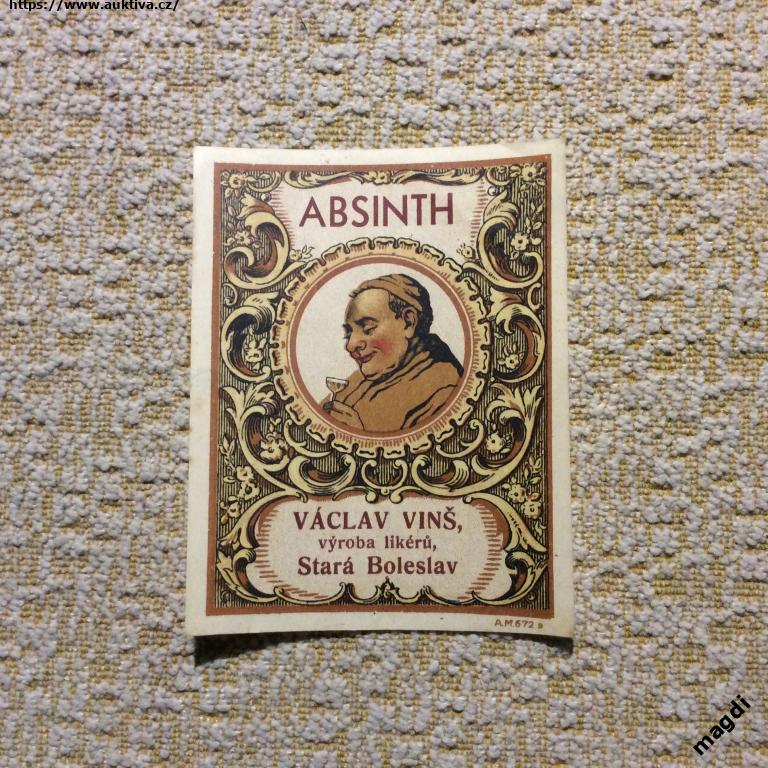 https://www.auktiva.cz/
ABSINTH
VÁCLAV VINŠ,
výroba likérů,
Stará Boleslav
A.M.672
magdi